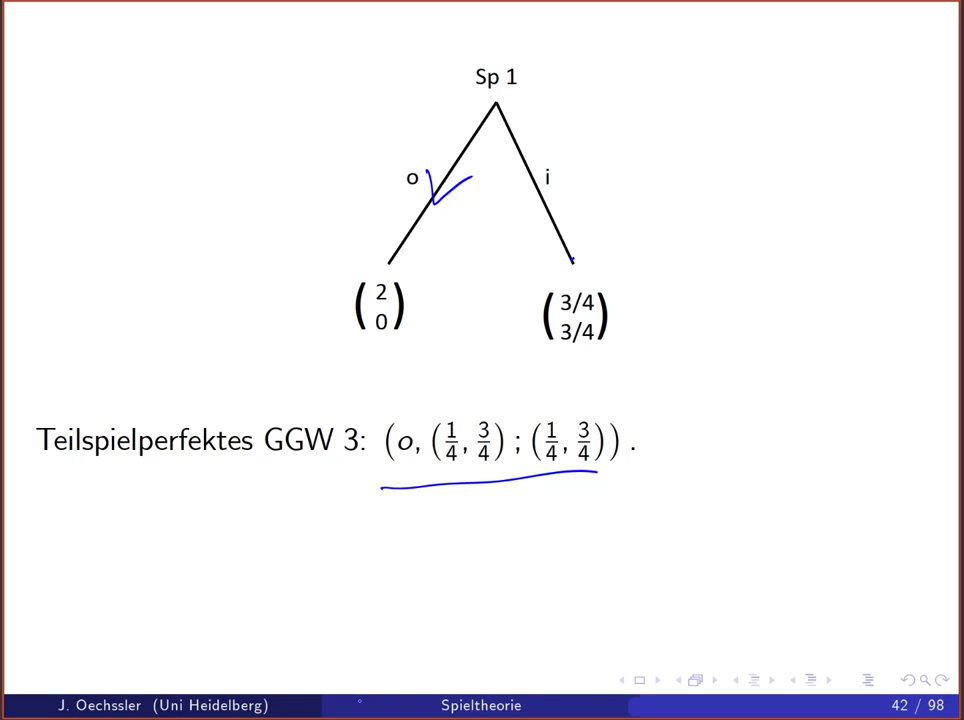 Sp 1
o i
(2 0) (3/4 3/4)
Teilspielperfektes GGW 3: (o, (1/4, 3/4) ; (1/4, 3/4)) .
J. Oechssler (Uni Heidelberg) Spieltheorie 42 / 98